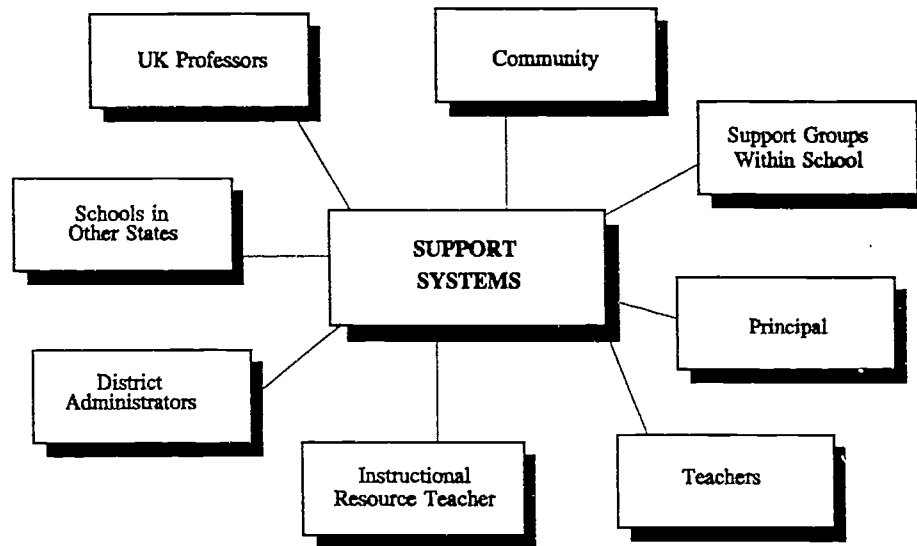 UK Professors
Community
Support Groups
Within School
Schools in
Other States
SUPPORT
SYSTEMS
Principal
District
Administrators
Instructional
Resource Teacher
Teachers